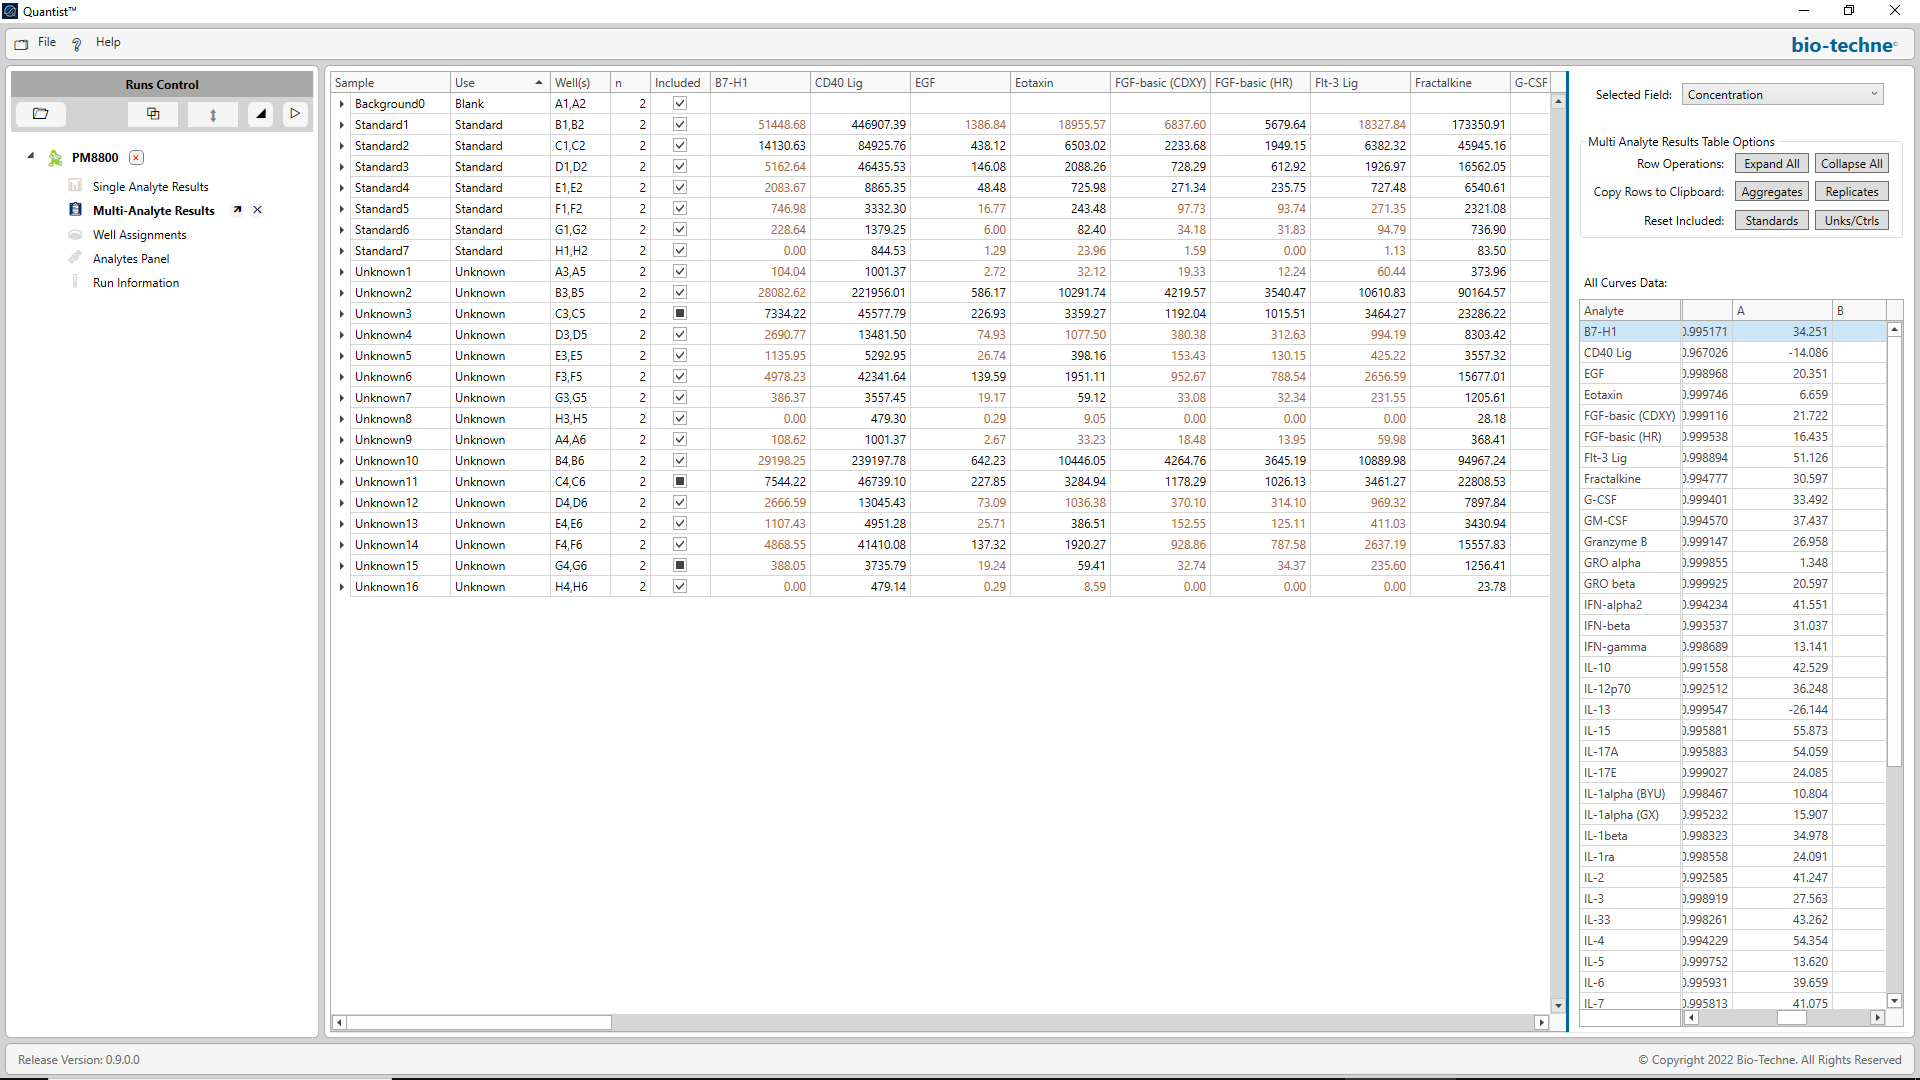 Quantist™
File ? Help
bio-techne
Runs Control
PM8800
Single Analyte Results
Multi-Analyte Results
Well Assignments
Analytes Panel
Run Information
Sample Use Well(s) n Included B7-H1 CD40 Lig EGF Eotaxin FGF-basic (CDXY) FGF-basic (HR) Flt-3 Lig Fractalkine G-CSF
Background0 Blank A1,A2 2
Standard1 Standard B1,B2 2 51448.68 446907.39 1386.84 18955.57 6837.60 5679.64 18327.84 173350.91
Standard2 Standard C1,C2 2 14130.63 84925.76 438.12 6503.02 2233.68 1949.15 6382.32 45945.16
Standard3 Standard D1,D2 2 5162.64 46435.53 146.08 2088.26 728.29 612.92 1926.97 16562.05
Standard4 Standard E1,E2 2 2083.67 8865.35 48.48 725.98 271.34 235.75 727.48 6540.61
Standard5 Standard F1,F2 2 746.98 3332.30 16.77 243.48 97.73 93.74 271.35 2321.08
Standard6 Standard G1,G2 2 228.64 1379.25 6.00 82.40 34.18 31.83 94.79 736.90
Standard7 Standard H1,H2 2 0.00 844.53 1.29 23.96 1.59 0.00 1.13 83.50
Unknown1 Unknown A3,A5 2 104.04 1001.37 2.72 32.12 19.33 12.24 60.44 373.96
Unknown2 Unknown B3,B5 2 28082.62 221956.01 586.17 10291.74 4219.57 3540.47 10610.83 90164.57
Unknown3 Unknown C3,C5 2 7334.22 45577.79 226.93 3359.27 1192.04 1015.51 3464.27 23286.22
Unknown4 Unknown D3,D5 2 2690.77 13481.50 74.93 1077.50 380.38 312.63 994.19 8303.42
Unknown5 Unknown E3,E5 2 1135.95 5292.95 26.74 398.16 153.43 130.15 425.22 3557.32
Unknown6 Unknown F3,F5 2 4978.23 42341.64 139.59 1951.11 952.67 788.54 2656.59 15677.01
Unknown7 Unknown G3,G5 2 386.37 3557.45 19.17 59.12 33.08 32.34 231.55 1205.61
Unknown8 Unknown H3,H5 2 0.00 479.30 0.29 9.05 0.00 0.00 0.00 28.18
Unknown9 Unknown A4,A6 2 108.62 1001.37 2.67 33.23 18.48 13.95 59.98 368.41
Unknown10 Unknown B4,B6 2 29198.25 239197.78 642.23 10446.05 4264.76 3645.19 10889.98 94967.24
Unknown11 Unknown C4,C6 2 7544.22 46739.10 227.85 3284.94 1178.29 1026.13 3461.27 22808.53
Unknown12 Unknown D4,D6 2 2666.59 13045.43 73.09 1036.38 370.10 314.10 969.32 7897.84
Unknown13 Unknown E4,E6 2 1107.43 4951.28 25.71 386.51 152.55 125.11 411.03 3430.94
Unknown14 Unknown F4,F6 2 4868.55 41410.08 137.32 1920.27 928.86 787.58 2637.19 15557.83
Unknown15 Unknown G4,G6 2 388.05 3735.79 19.24 59.41 32.74 34.37 235.60 1256.41
Unknown16 Unknown H4,H6 2 0.00 479.14 0.29 8.59 0.00 0.00 0.00 23.78
Selected Field: Concentration
Multi Analyte Results Table Options
Row Operations: Expand All Collapse All
Copy Rows to Clipboard: Aggregates Replicates
Reset Included: Standards Unks/Ctrls
All Curves Data:
Analyte A B
B7-H1 0.995171 34.251
CD40 Lig 0.967026 -14.086
EGF 0.998968 20.351
Eotaxin 0.999746 6.659
FGF-basic (CDXY) 0.999116 21.722
FGF-basic (HR) 0.999538 16.435
Flt-3 Lig 0.998894 51.126
Fractalkine 0.994777 30.597
G-CSF 0.999401 33.492
GM-CSF 0.994570 37.437
Granzyme B 0.999147 26.958
GRO alpha 0.999855 1.348
GRO beta 0.999925 20.597
IFN-alpha2 0.994234 41.551
IFN-beta 0.993537 31.037
IFN-gamma 0.998689 13.141
IL-10 0.991558 42.529
IL-12p70 0.992512 36.248
IL-13 0.999547 -26.144
IL-15 0.995881 55.873
IL-17A 0.995883 54.059
IL-17E 0.999027 24.085
IL-1alpha (BYU) 0.998467 10.804
IL-1alpha (GX) 0.995232 15.907
IL-1beta 0.998323 34.978
IL-1ra 0.998558 24.091
IL-2 0.992585 41.247
IL-3 0.998919 27.563
IL-33 0.998261 43.262
IL-4 0.994229 54.354
IL-5 0.999752 13.620
IL-6 0.995931 39.659
IL-7 0.995813 41.075
Release Version: 0.9.0.0
© Copyright 2022 Bio-Techne. All Rights Reserved